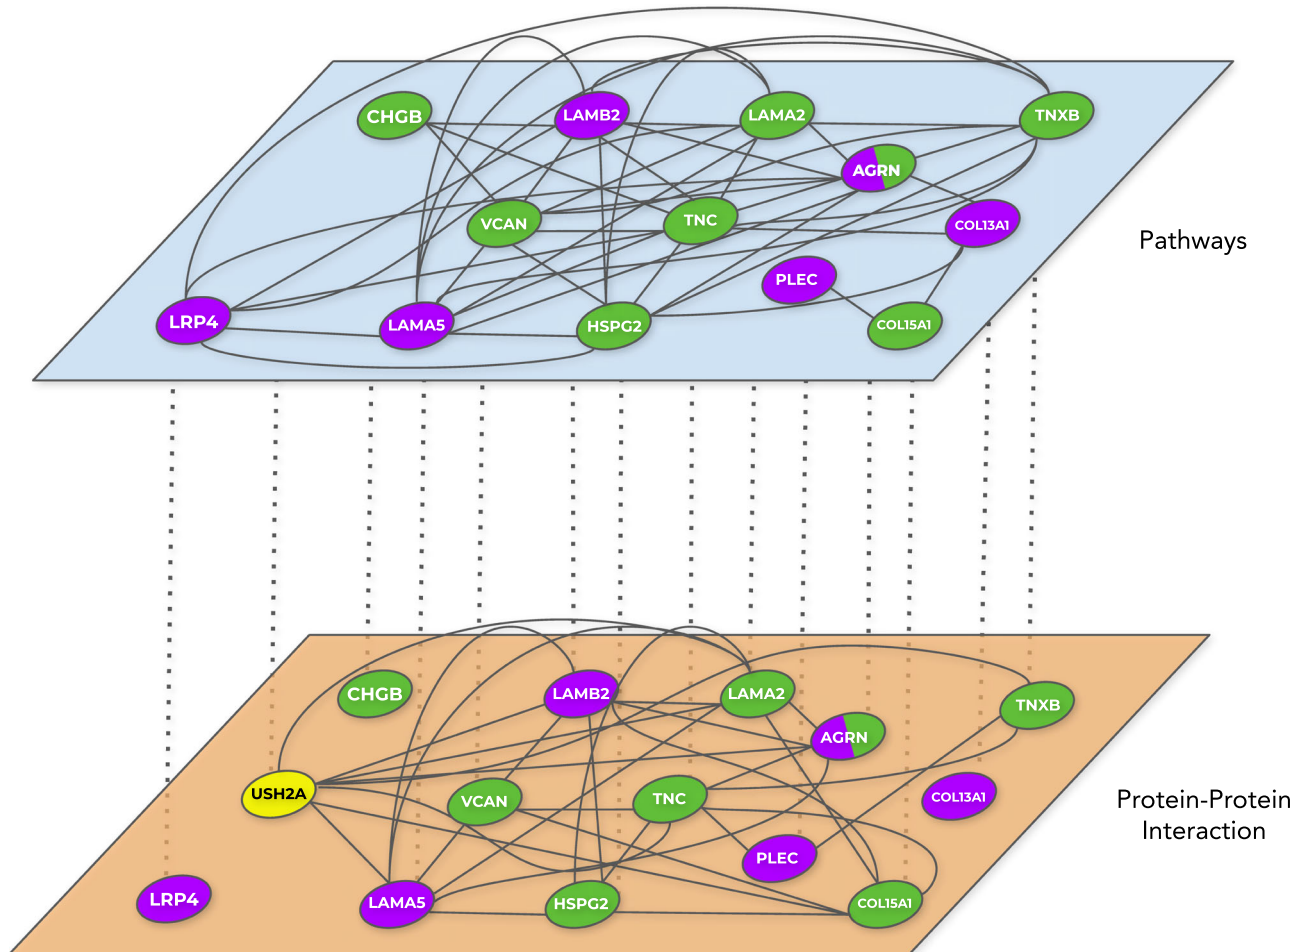 CHGB
LAMB2
LAMA2
TNXB
AGRN
VCAN
TNC
COL13A1
Pathways
PLEC
LRP4
LAMA5
HSPG2
COL15A1
CHGB
LAMB2
LAMA2
TNXB
AGRN
USH2A
VCAN
TNC
COL13A1
Protein-Protein
Interaction
PLEC
LRP4
LAMA5
HSPG2
COL15A1